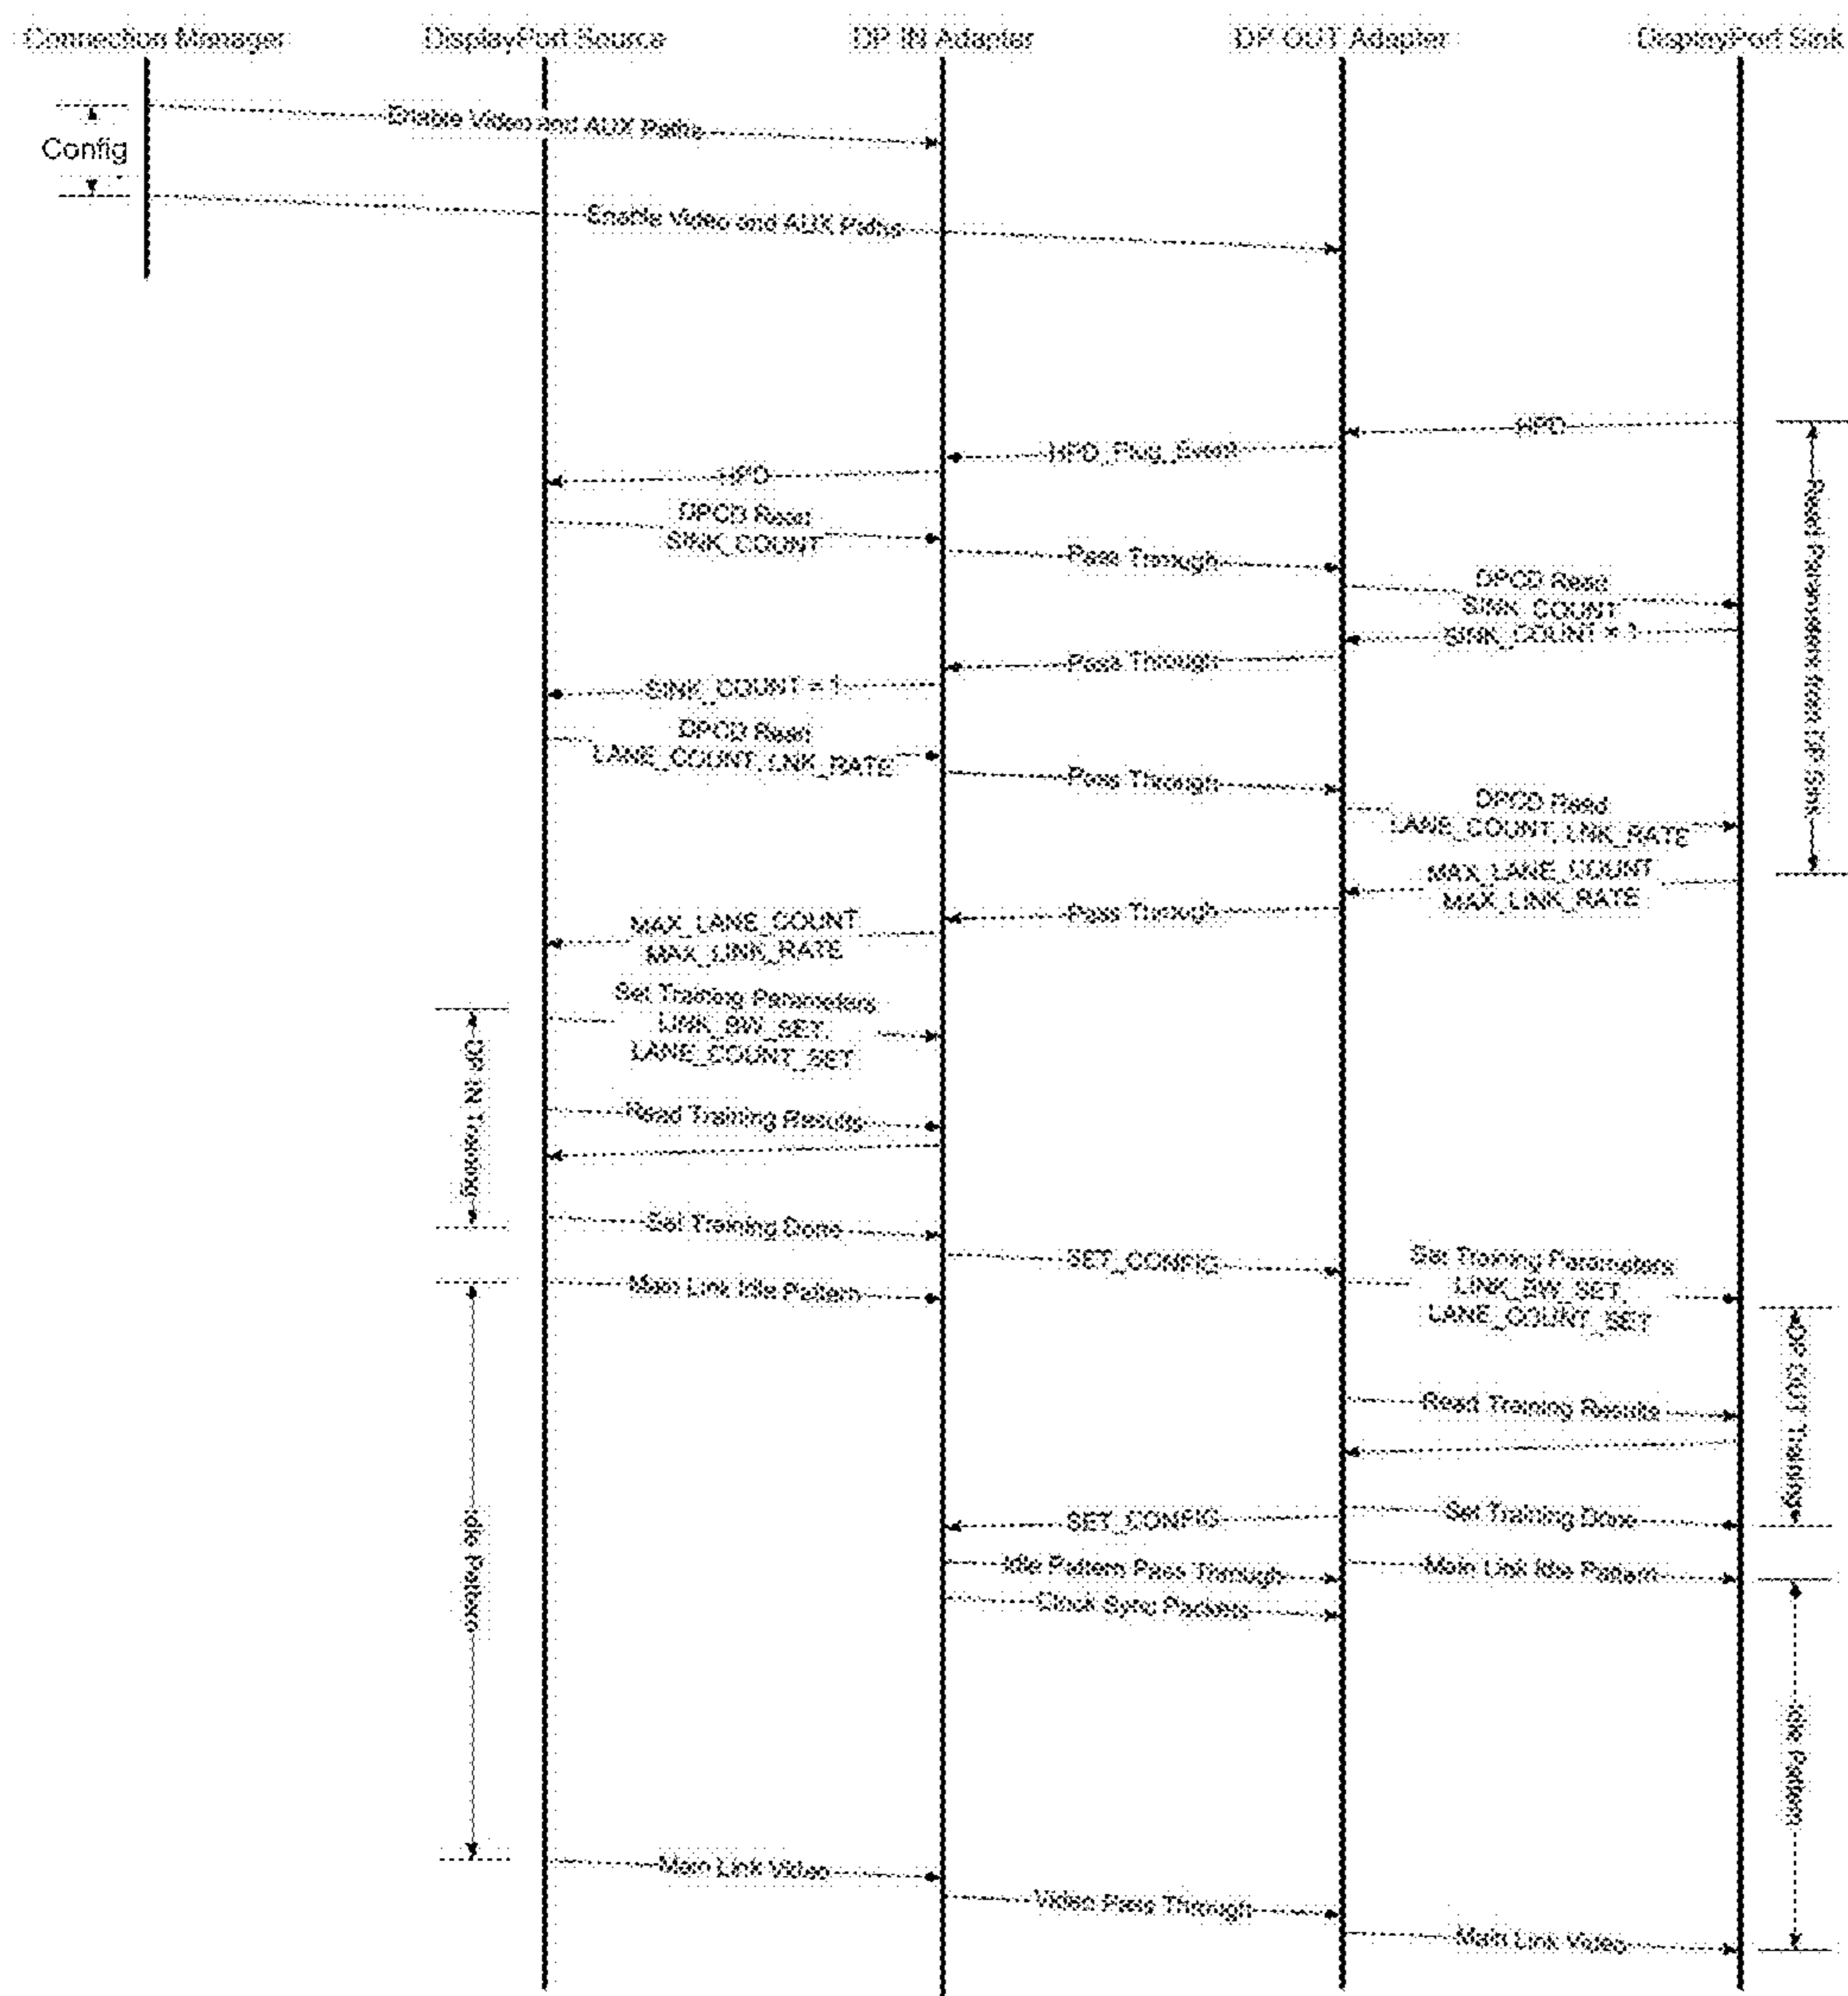 Connection Manager
DisplayPort Source
DP IN Adapter
DP OUT Adapter
DisplayPort Sink
Enable Video and AUX Paths
Config
Enable Video and AUX Paths
HPD
HPD_Plug_Event
HPD
DPCD Read
SINK_COUNT
Pass Through
DPCD Read
SINK_COUNT
SINK_COUNT = 1
Pass Through
SINK_COUNT = 1
DPCD Read
LANE_COUNT, LNK_RATE
Pass Through
DPCD Read
LANE_COUNT, LNK_RATE
MAX_LANE_COUNT
MAX_LINK_RATE
Pass Through
MAX_LANE_COUNT
MAX_LINK_RATE
Set Training Parameters
LINK_BW_SET,
LANE_COUNT_SET
DP IN Training
Read Training Results
Set Training Done
SET_CONFIG
Set Training Parameters
LINK_BW_SET,
LANE_COUNT_SET
Main Link Idle Pattern
DP OUT Training
Read Training Results
SET_CONFIG
Set Training Done
Idle Pattern Pass Through
Main Link Idle Pattern
Clock Sync Packets
Idle pattern
Idle pattern
Main Link Video
Video Pass Through
Main Link Video